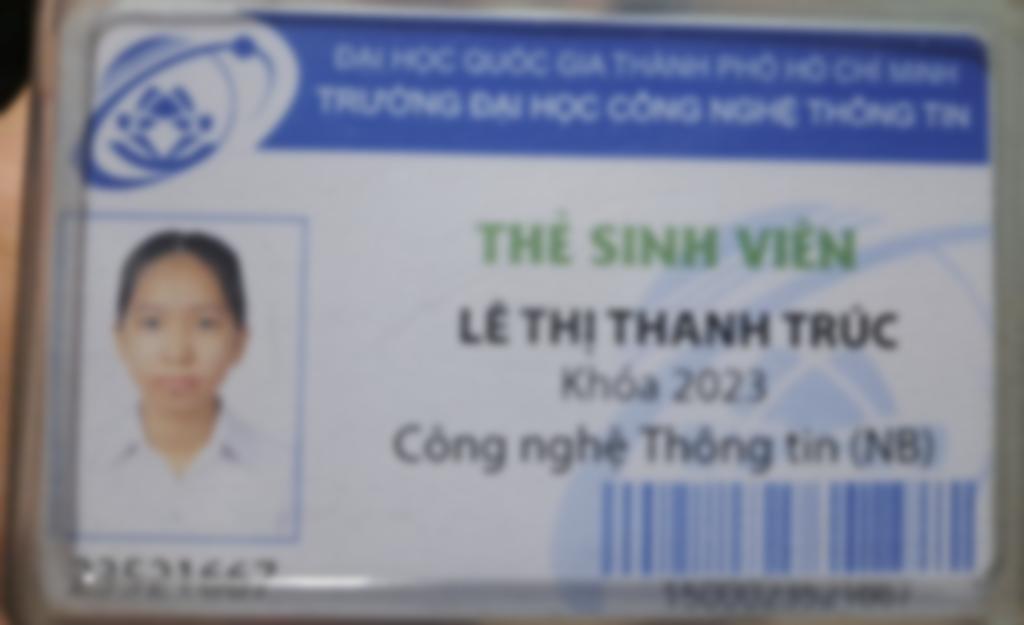 ĐẠI HỌC QUỐC GIA THÀNH PHỐ HỒ CHÍ MINH
TRƯỜNG ĐẠI HỌC CÔNG NGHỆ THÔNG TIN
THẺ SINH VIÊN
LÊ THỊ THANH TRÚC
Khóa 2023
Công nghệ Thông tin (NB)
23521667